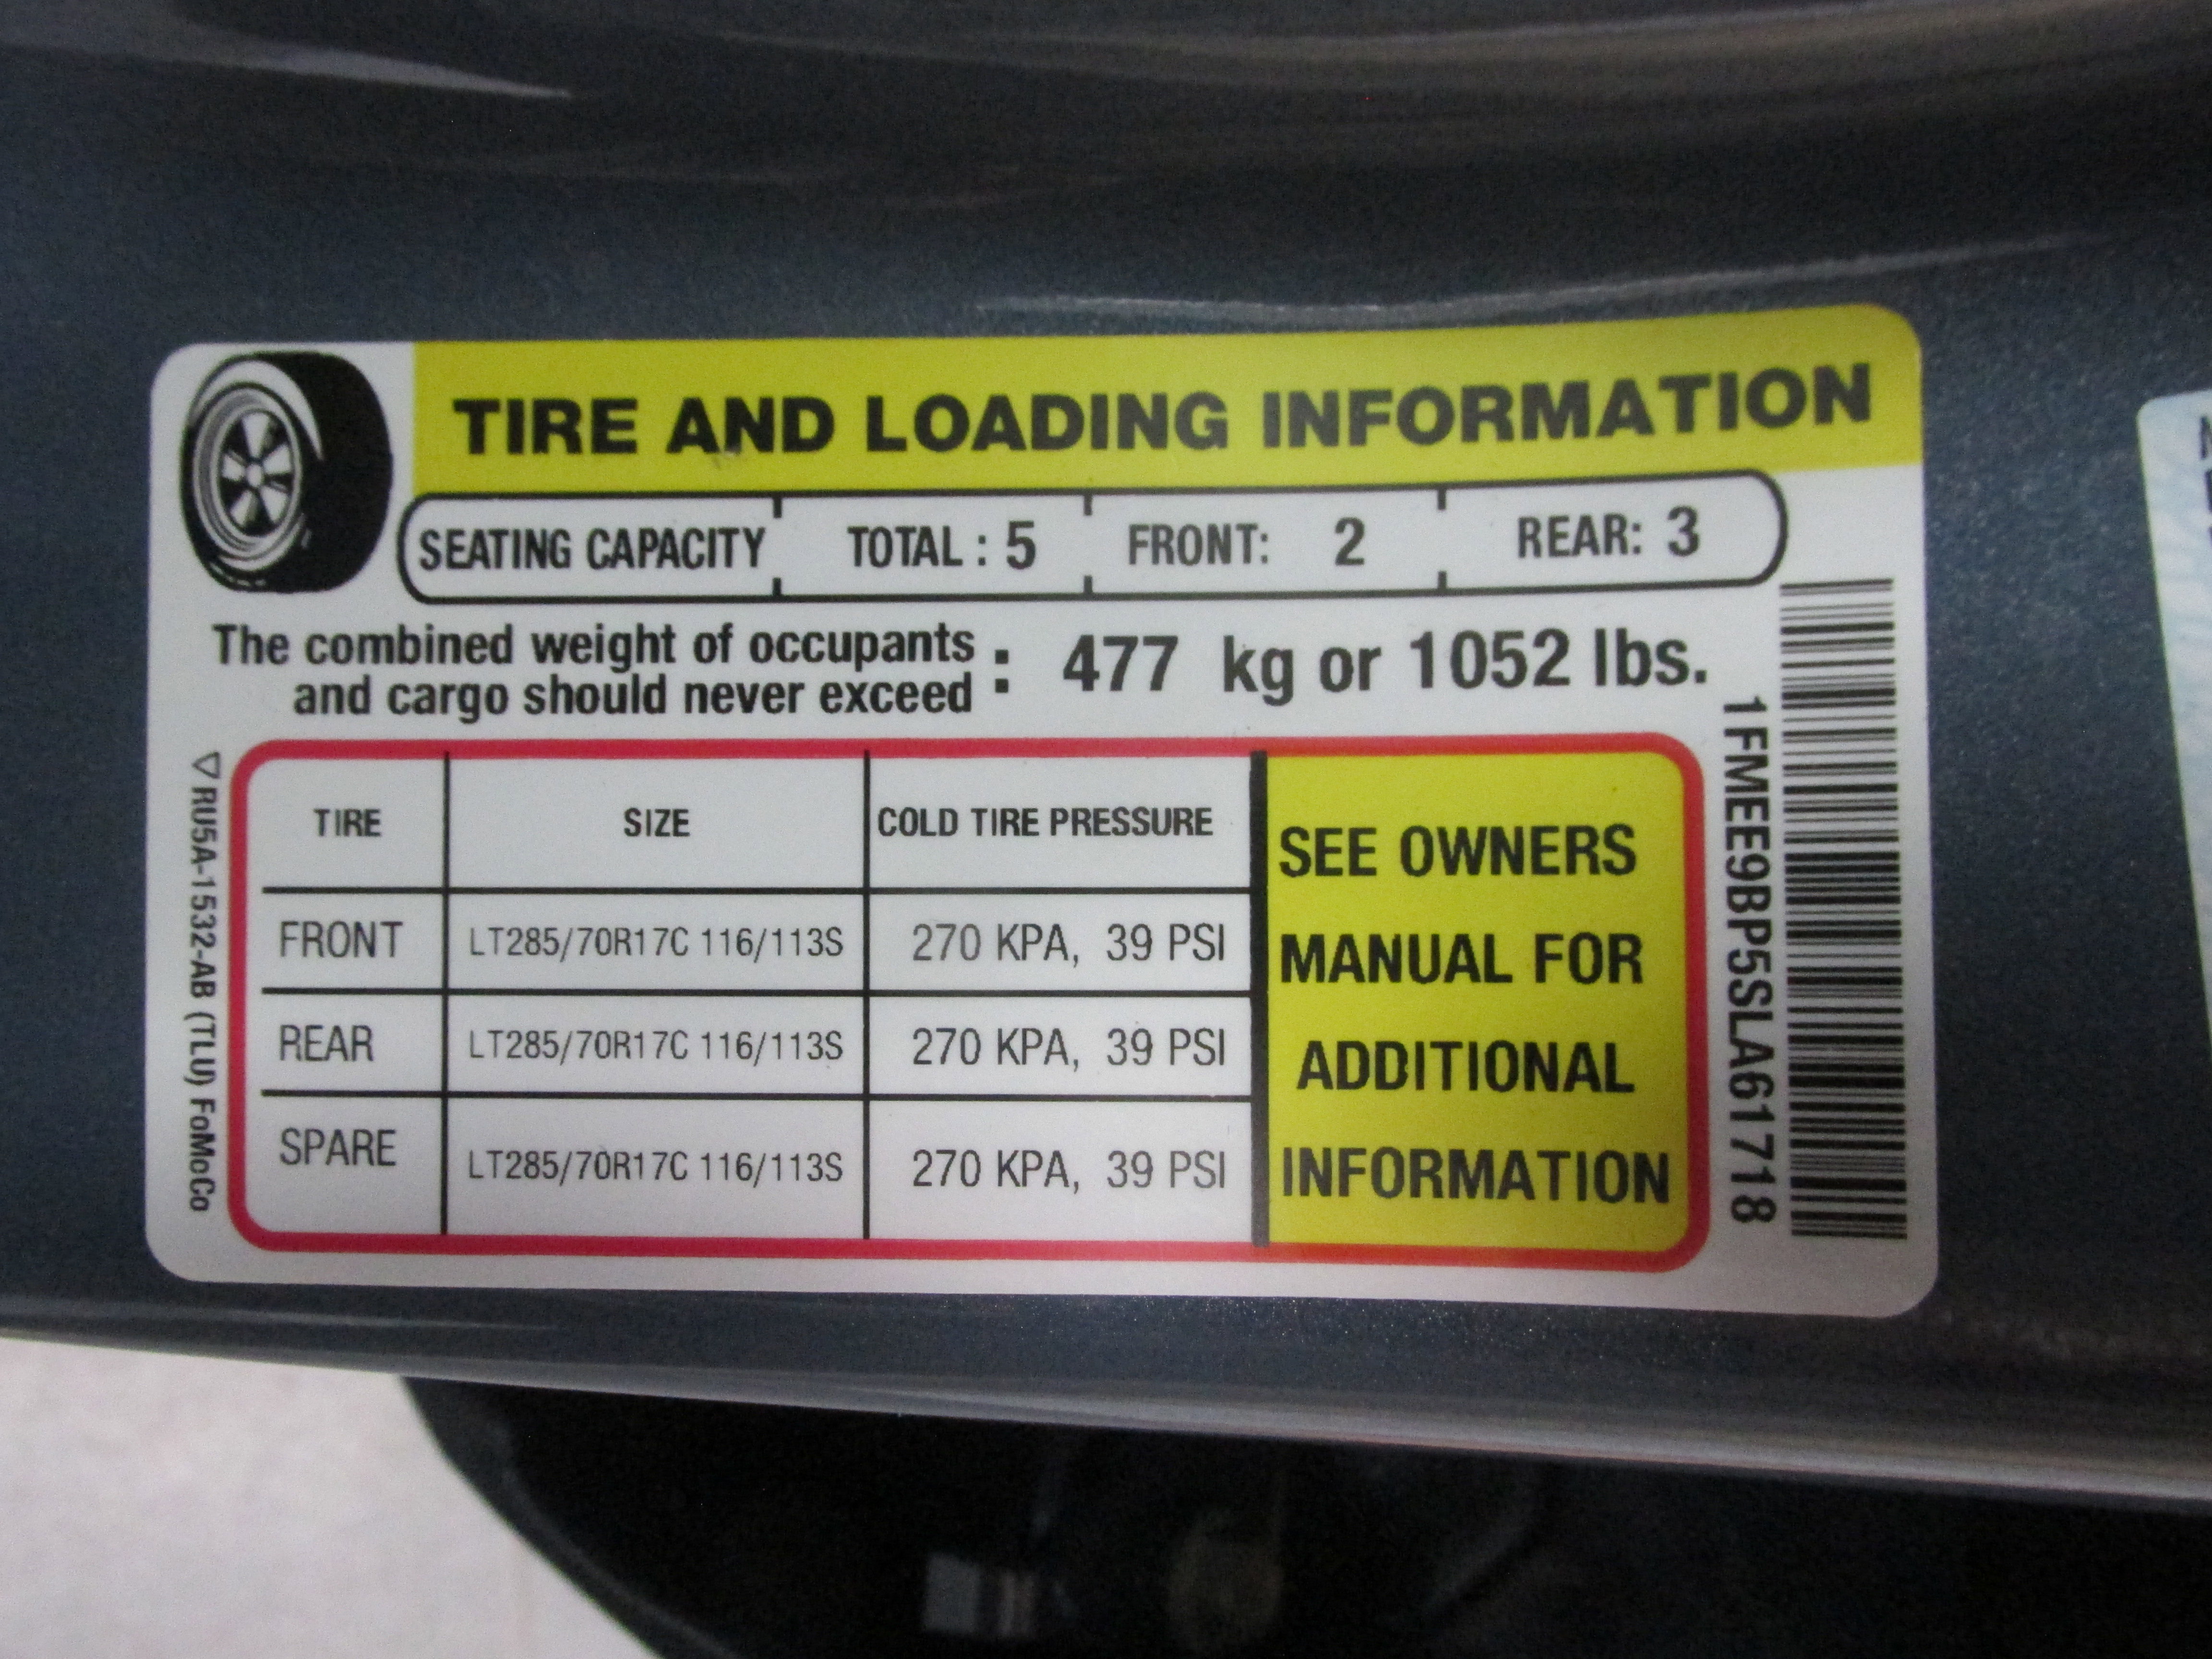 TIRE AND LOADING INFORMATION
SEATING CAPACITY TOTAL : 5 FRONT: 2 REAR: 3
The combined weight of occupants
and cargo should never exceed : 477 kg or 1052 lbs.
TIRE SIZE COLD TIRE PRESSURE
FRONT LT285/70R17C 116/113S 270 KPA, 39 PSI
REAR LT285/70R17C 116/113S 270 KPA, 39 PSI
SPARE LT285/70R17C 116/113S 270 KPA, 39 PSI
SEE OWNERS
MANUAL FOR
ADDITIONAL
INFORMATION
1FMEE9BP5SLA61718
RU5A-1532-AB (TLU) FoMoCo